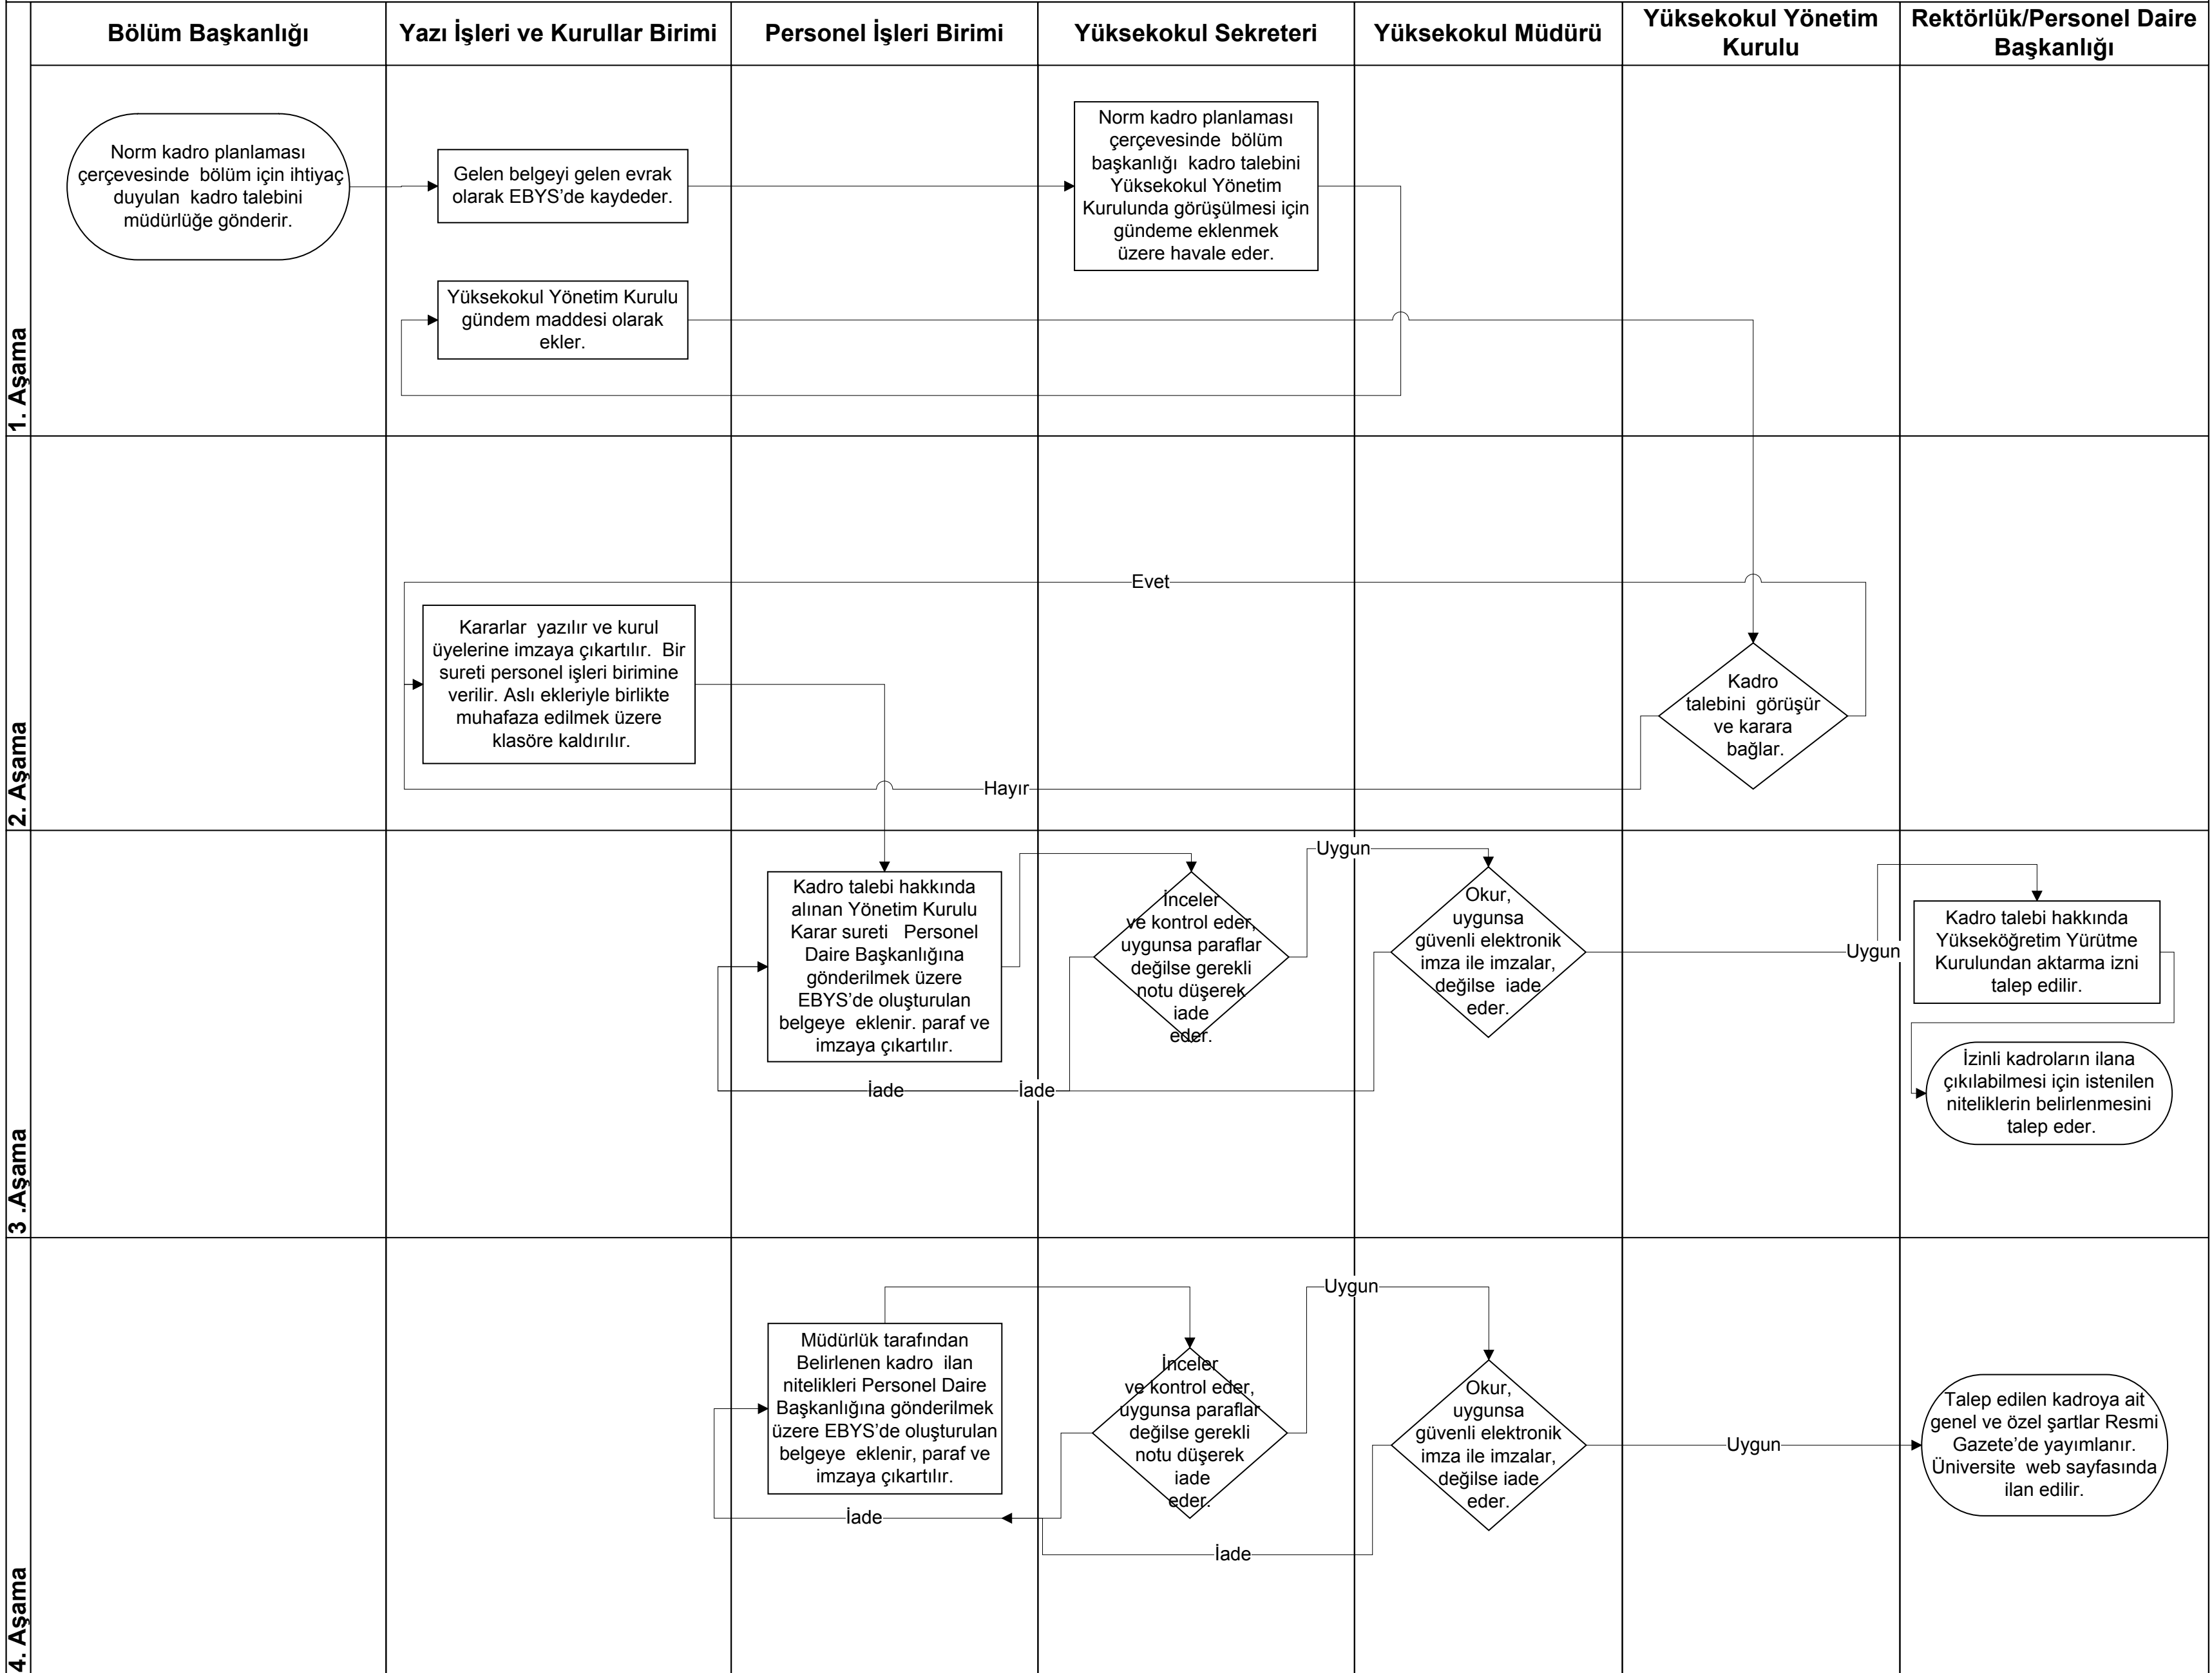 Bölüm Başkanlığı
Yazı İşleri ve Kurullar Birimi
Personel İşleri Birimi
Yüksekokul Sekreteri
Yüksekokul Müdürü
Yüksekokul Yönetim
Kurulu
Rektörlük/Personel Daire
Başkanlığı
1. Aşama
Norm kadro planlaması
çerçevesinde bölüm için ihtiyaç
duyulan kadro talebini
müdürlüğe gönderir.
Gelen belgeyi gelen evrak
olarak EBYS’de kaydeder.
Norm kadro planlaması
çerçevesinde bölüm
başkanlığı kadro talebini
Yüksekokul Yönetim
Kurulunda görüşülmesi için
gündeme eklenmek
üzere havale eder.
Yüksekokul Yönetim Kurulu
gündem maddesi olarak
ekler.
2. Aşama
Evet
Kararlar yazılır ve kurul
üyelerine imzaya çıkartılır. Bir
sureti personel işleri birimine
verilir. Aslı ekleriyle birlikte
muhafaza edilmek üzere
klasöre kaldırılır.
Kadro
talebini görüşür
ve karara
bağlar.
Hayır
3 .Aşama
Kadro talebi hakkında
alınan Yönetim Kurulu
Karar sureti Personel
Daire Başkanlığına
gönderilmek üzere
EBYS’de oluşturulan
belgeye eklenir. paraf ve
imzaya çıkartılır.
İnceler
ve kontrol eder,
uygunsa paraflar
değilse gerekli
notu düşerek
iade
eder.
Uygun
Okur,
uygunsa
güvenli elektronik
imza ile imzalar,
değilse iade
eder.
Uygun
Kadro talebi hakkında
Yükseköğretim Yürütme
Kurulundan aktarma izni
talep edilir.
İade
İade
İzinli kadroların ilana
çıkılabilmesi için istenilen
niteliklerin belirlenmesini
talep eder.
4. Aşama
Müdürlük tarafından
Belirlenen kadro ilan
nitelikleri Personel Daire
Başkanlığına gönderilmek
üzere EBYS’de oluşturulan
belgeye eklenir, paraf ve
imzaya çıkartılır.
İnceler
ve kontrol eder,
uygunsa paraflar
değilse gerekli
notu düşerek
iade
eder.
Uygun
Okur,
uygunsa
güvenli elektronik
imza ile imzalar,
değilse iade
eder.
Uygun
Talep edilen kadroya ait
genel ve özel şartlar Resmi
Gazete’de yayımlanır.
Üniversite web sayfasında
ilan edilir.
İade
İade